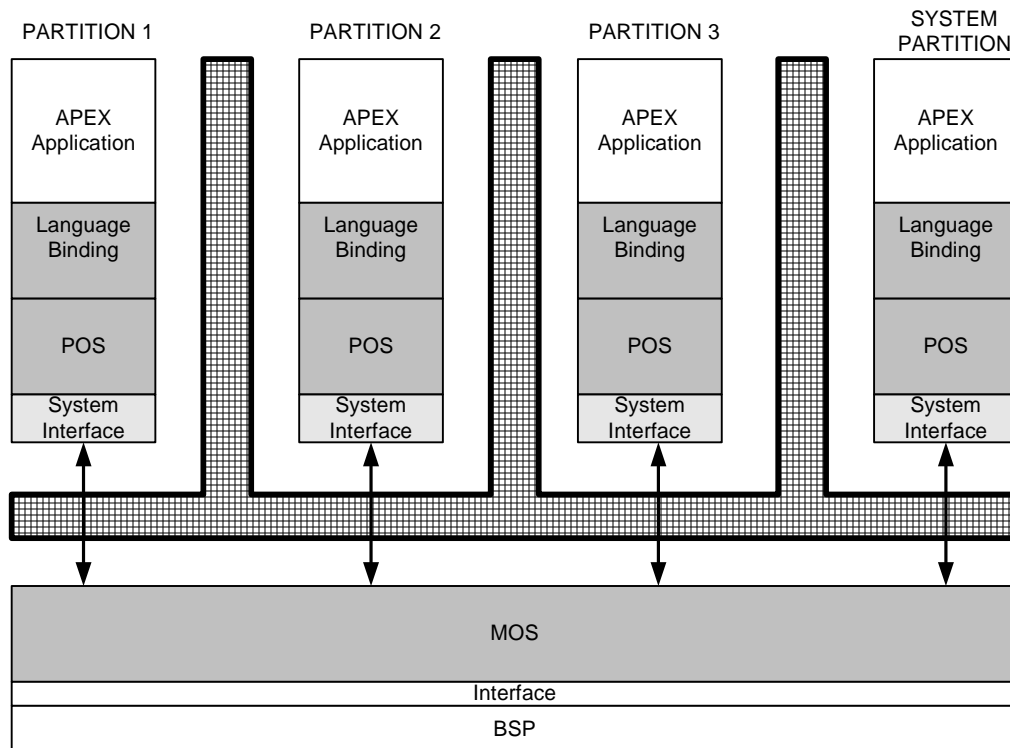 PARTITION 1
PARTITION 2
PARTITION 3
SYSTEM
PARTITION
APEX
Application
APEX
Application
APEX
Application
APEX
Application
Language
Binding
Language
Binding
Language
Binding
Language
Binding
POS
POS
POS
POS
System
Interface
System
Interface
System
Interface
System
Interface
MOS
Interface
BSP